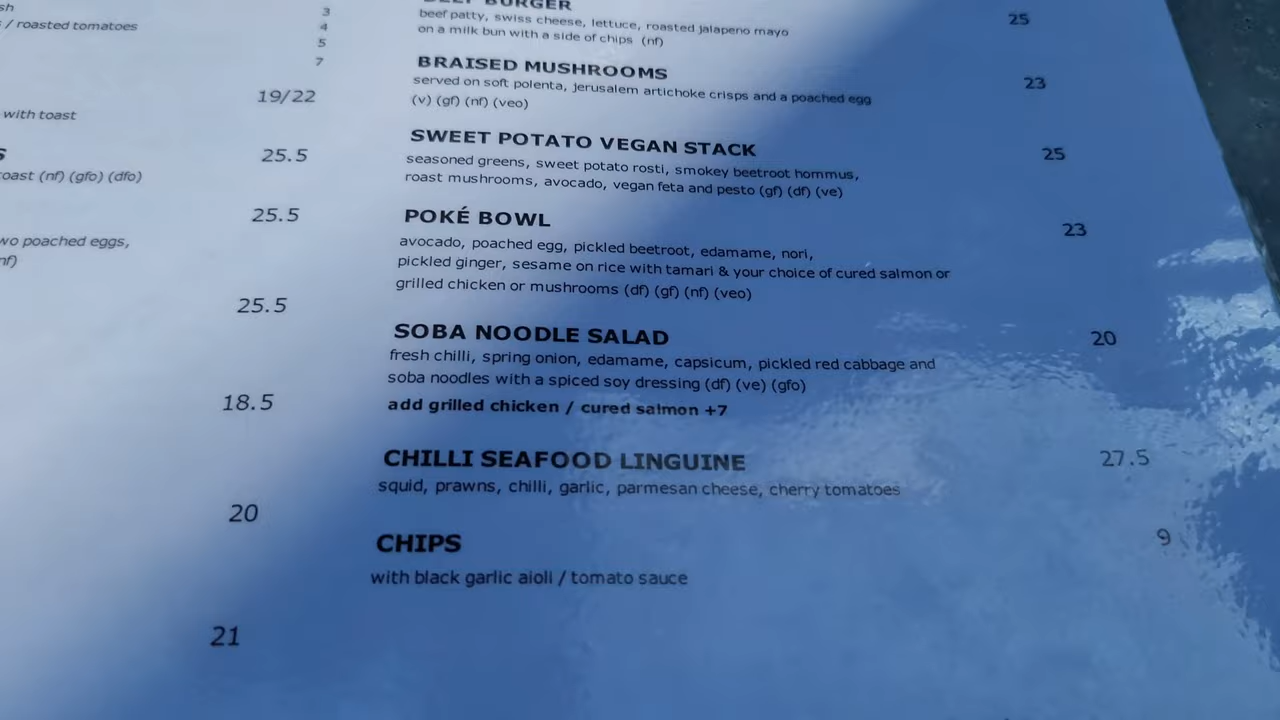 sh
/ roasted tomatoes
3
4
5
7
19/22
with toast
25.5
oast (nf) (gfo) (dfo)
25.5
wo poached eggs,
nf)
25.5
18.5
20
21
BEEF BURGER 25
beef patty, swiss cheese, lettuce, roasted jalapeno mayo
on a milk bun with a side of chips (nf)
BRAISED MUSHROOMS 23
served on soft polenta, jerusalem artichoke crisps and a poached egg
(v) (gf) (nf) (veo)
SWEET POTATO VEGAN STACK 25
seasoned greens, sweet potato rosti, smokey beetroot hommus,
roast mushrooms, avocado, vegan feta and pesto (gf) (df) (ve)
POKÉ BOWL 23
avocado, poached egg, pickled beetroot, edamame, nori,
pickled ginger, sesame on rice with tamari & your choice of cured salmon or
grilled chicken or mushrooms (df) (gf) (nf) (veo)
SOBA NOODLE SALAD 20
fresh chilli, spring onion, edamame, capsicum, pickled red cabbage and
soba noodles with a spiced soy dressing (df) (ve) (gfo)
add grilled chicken / cured salmon +7
CHILLI SEAFOOD LINGUINE 27.5
squid, prawns, chilli, garlic, parmesan cheese, cherry tomatoes
CHIPS 9
with black garlic aioli / tomato sauce